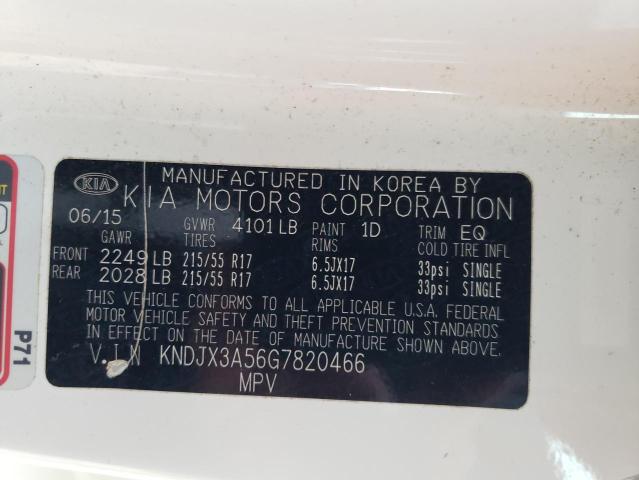 MANUFACTURED IN KOREA BY
KIA KIA MOTORS CORPORATION
06/15 GVWR 4101 LB PAINT 1D TRIM EQ
GAWR TIRES RIMS COLD TIRE INFL
FRONT 2249 LB 215/55 R17 6.5JX17 33psi SINGLE
REAR 2028 LB 215/55 R17 6.5JX17 33psi SINGLE
THIS VEHICLE CONFORMS TO ALL APPLICABLE U.S.A. FEDERAL
MOTOR VEHICLE SAFETY AND THEFT PREVENTION STANDARDS
IN EFFECT ON THE DATE OF MANUFACTURE SHOWN ABOVE.
V.I.N KNDJX3A56G7820466
MPV
P71